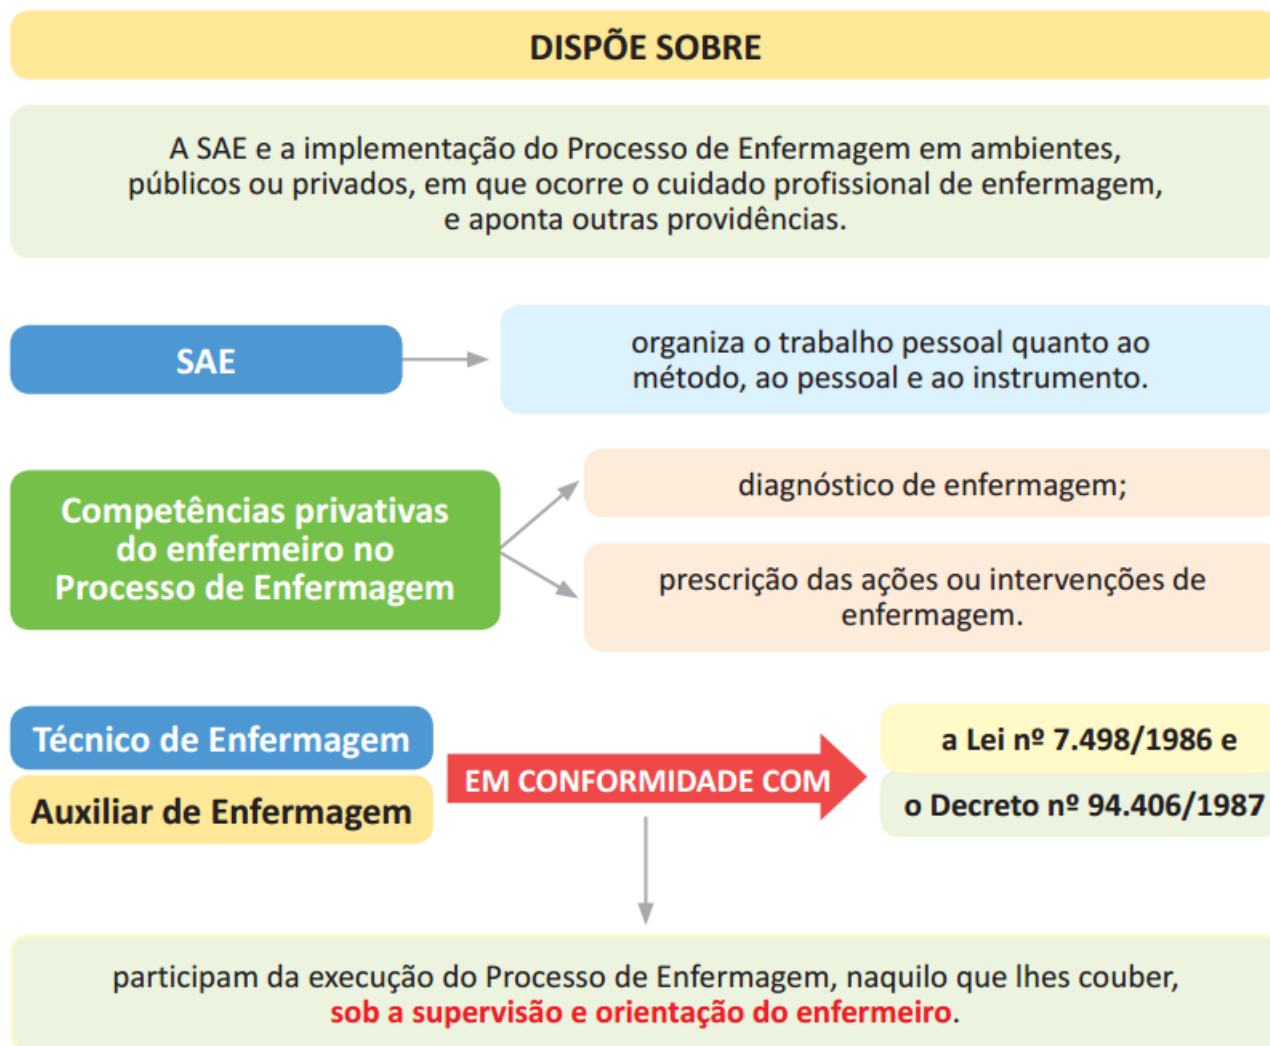 DISPÕE SOBRE
A SAE e a implementação do Processo de Enfermagem em ambientes,
públicos ou privados, em que ocorre o cuidado profissional de enfermagem,
e aponta outras providências.
SAE
organiza o trabalho pessoal quanto ao
método, ao pessoal e ao instrumento.
Competências privativas
do enfermeiro no
Processo de Enfermagem
diagnóstico de enfermagem;
prescrição das ações ou intervenções de
enfermagem.
Técnico de Enfermagem
Auxiliar de Enfermagem
EM CONFORMIDADE COM
a Lei nº 7.498/1986 e
o Decreto nº 94.406/1987
participam da execução do Processo de Enfermagem, naquilo que lhes couber,
sob a supervisão e orientação do enfermeiro.